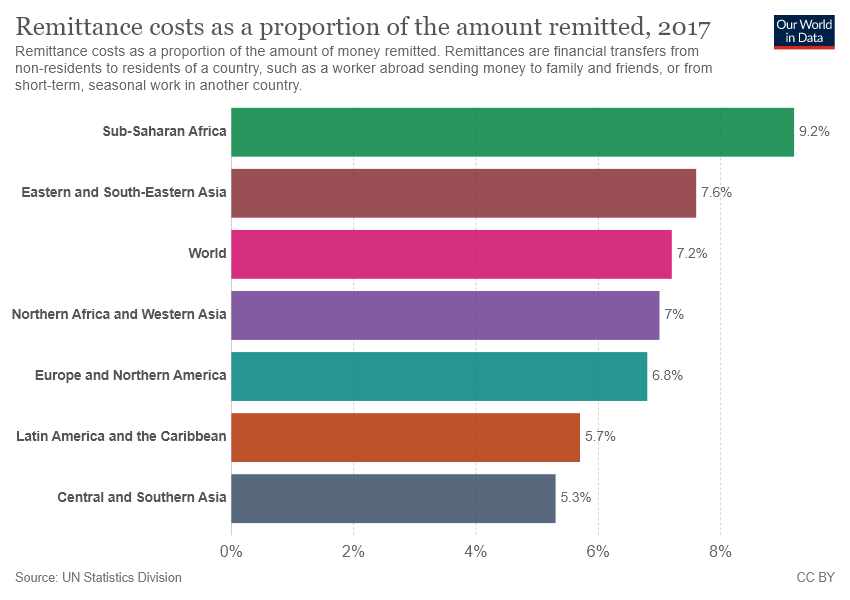 Remittance costs as a proportion of the amount remitted, 2017
Our World
in Data
Remittance costs as a proportion of the amount of money remitted. Remittances are financial transfers from
non-residents to residents of a country, such as a worker abroad sending money to family and friends, or from
short-term, seasonal work in another country.
Sub-Saharan Africa 9.2%
Eastern and South-Eastern Asia 7.6%
World 7.2%
Northern Africa and Western Asia 7%
Europe and Northern America 6.8%
Latin America and the Caribbean 5.7%
Central and Southern Asia 5.3%
0% 2% 4% 6% 8%
Source: UN Statistics Division CC BY